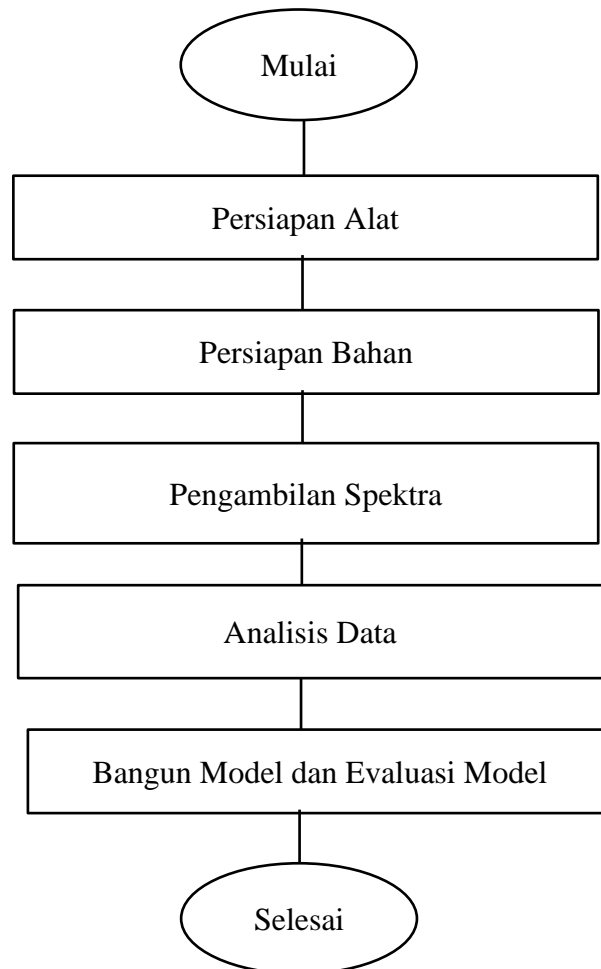 Mulai
Persiapan Alat
Persiapan Bahan
Pengambilan Spektra
Analisis Data
Bangun Model dan Evaluasi Model
Selesai